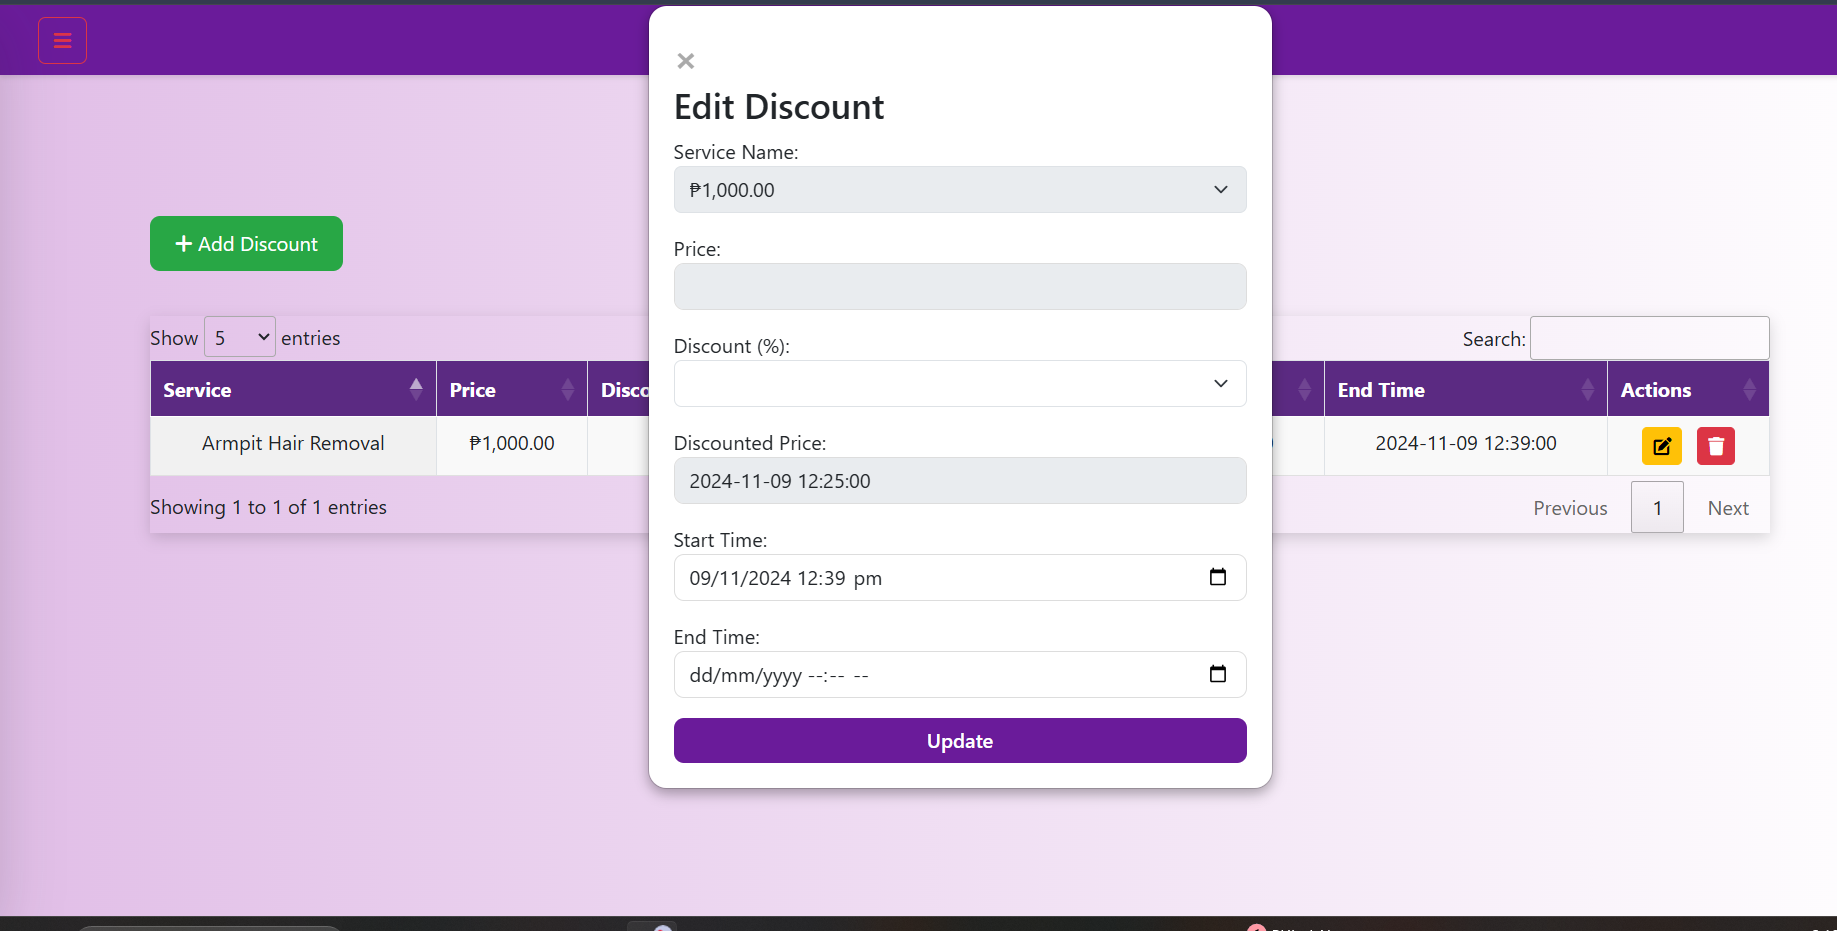 ×
Edit Discount
Service Name:
₱1,000.00
Price:
Discount (%):
Discounted Price:
2024-11-09 12:25:00
Start Time:
09/11/2024 12:39 pm
End Time:
dd/mm/yyyy --:-- --
Update
+ Add Discount
Show 5 entries
Search:
Service Price Disco End Time Actions
Armpit Hair Removal ₱1,000.00 2024-11-09 12:39:00
Showing 1 to 1 of 1 entries
Previous 1 Next